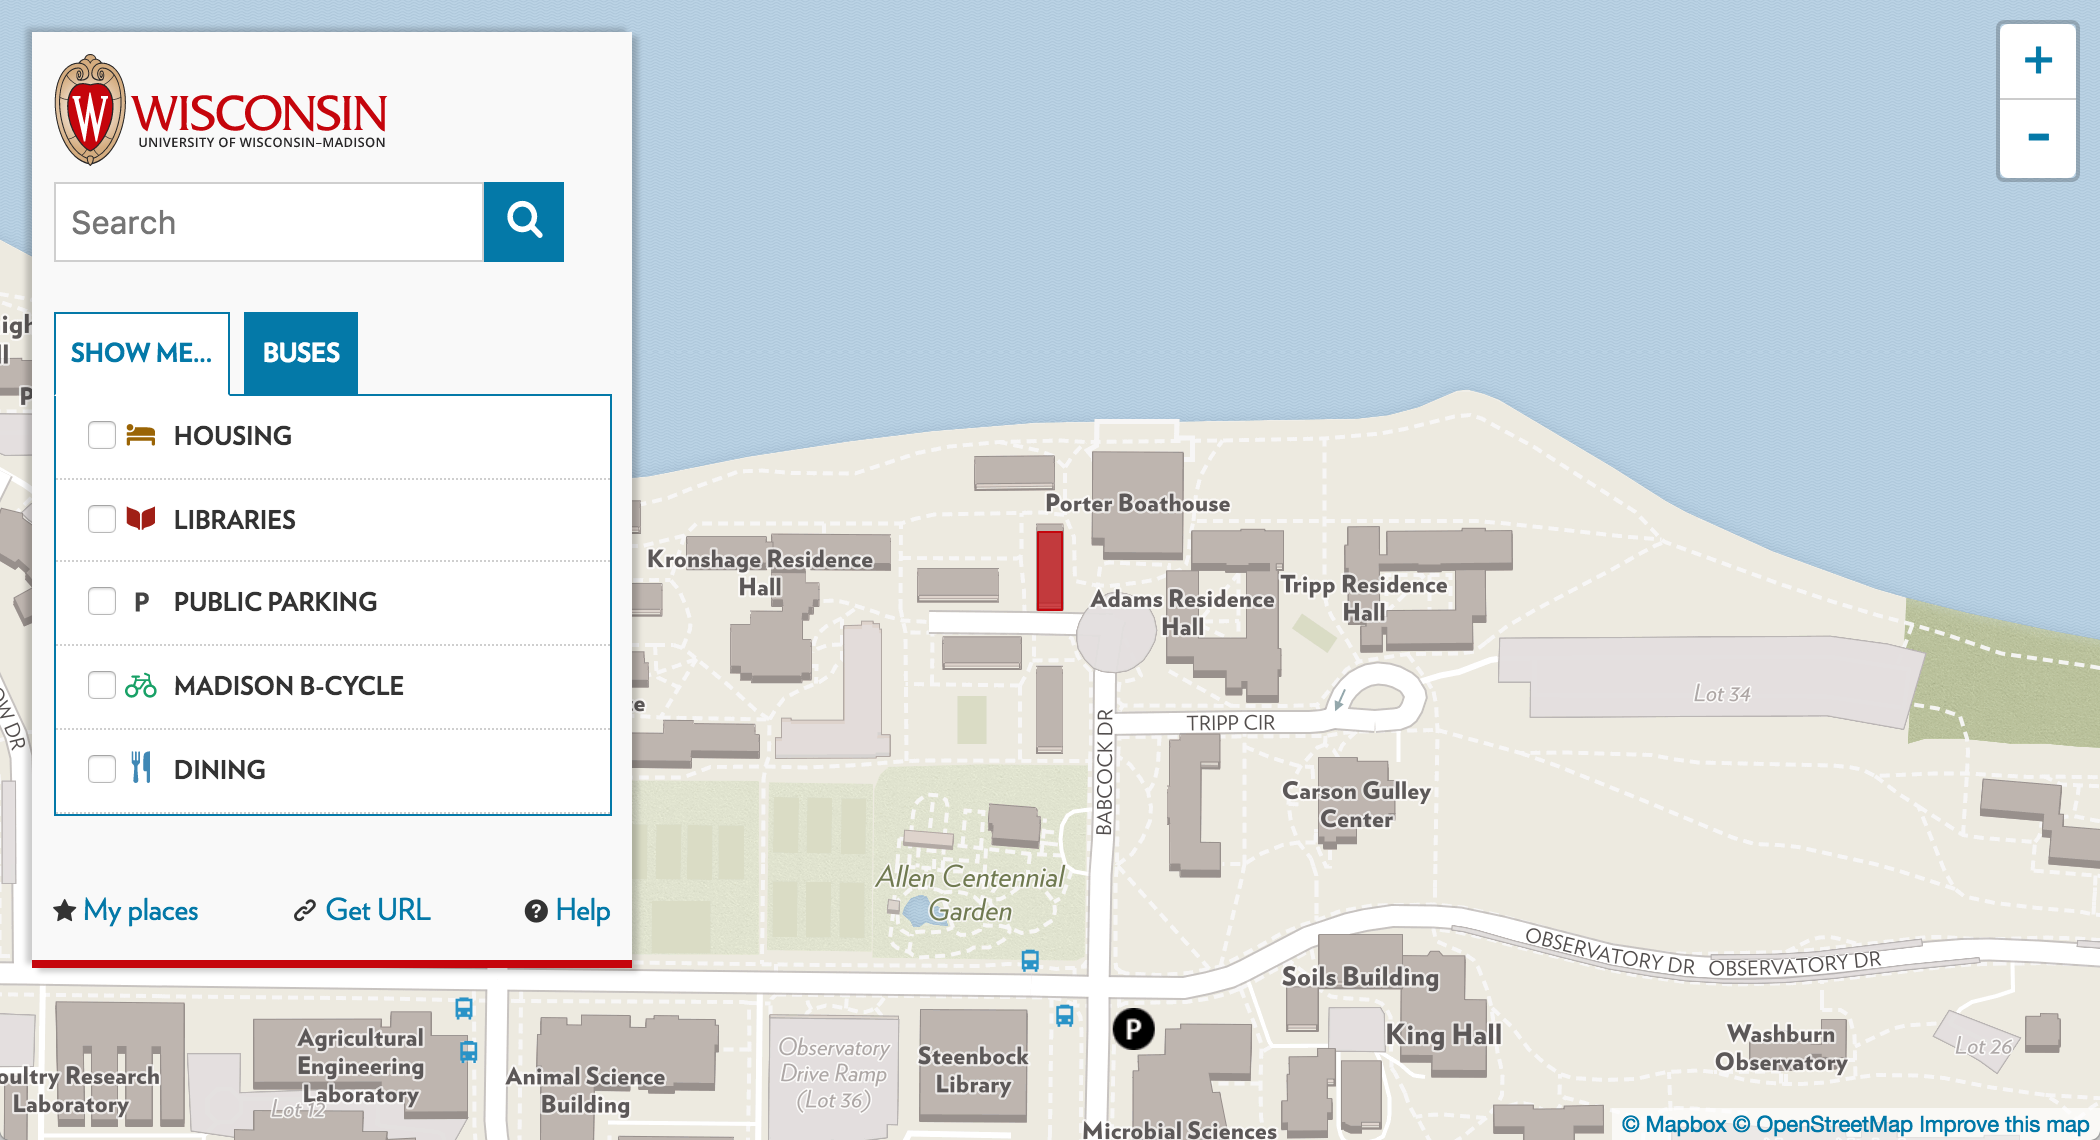 W
WISCONSIN
UNIVERSITY OF WISCONSIN–MADISON
Search
SHOW ME...
BUSES
HOUSING
LIBRARIES
P PUBLIC PARKING
MADISON B-CYCLE
DINING
My places
Get URL
? Help
+
-
Porter Boathouse
Kronshage Residence
Hall
Adams Residence
Hall
Tripp Residence
Hall
Lot 34
TRIPP CIR
BABCOCK DR
Carson Gulley
Center
Allen Centennial
Garden
OBSERVATORY DR
OBSERVATORY DR
Soils Building
King Hall
P
Washburn
Observatory
Lot 26
Agricultural
Engineering
Laboratory
Lot 12
oultry Research
Laboratory
Animal Science
Building
Observatory
Drive Ramp
(Lot 36)
Steenbock
Library
Microbial Sciences
© Mapbox © OpenStreetMap Improve this map